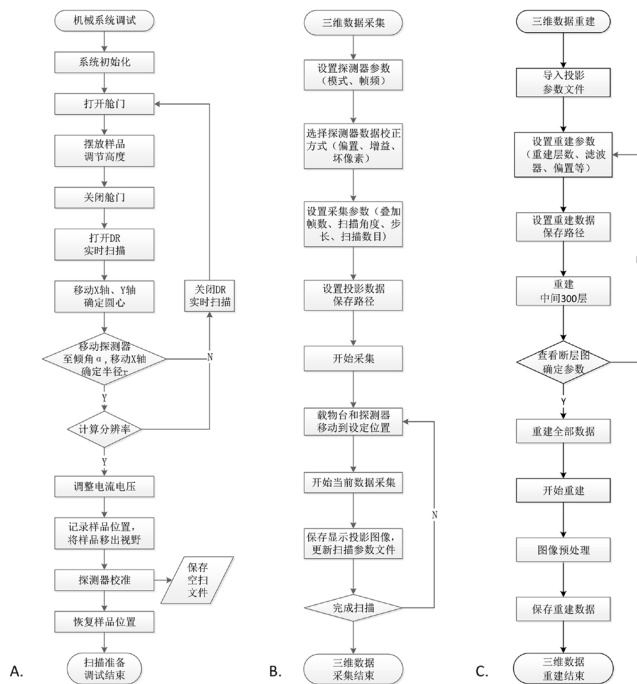 机械系统调试
系统初始化
打开舱门
摆放样品
调节高度
关闭舱门
打开DR
实时扫描
移动X轴、Y轴
确定圆心
关闭DR
实时扫描
移动探测器
至倾角α,移动X轴
确定半径r
N
Y
计算分辨率
Y
调整电流电压
记录样品位置，
将样品移出视野
探测器校准
保存
空扫
文件
恢复样品位置
扫描准备
调试结束
A.
三维数据采集
设置探测器参数
（模式、帧频）
选择探测器数据校正
方式（偏置、增益、
坏像素）
设置采集参数（叠加
帧数、扫描角度、步
长、扫描数目）
设置投影数据
保存路径
开始采集
载物台和探测器
移动到设定位置
开始当前数据采集
N
保存显示投影图像，
更新扫描参数文件
完成扫描
三维数据
采集结束
B.
三维数据重建
导入投影
参数文件
设置重建参数
（重建层数、滤波
器、偏置等）
设置重建数据
保存路径
重建
中间300层
查看断层图
确定参数
Y
重建全部数据
开始重建
图像预处理
保存重建数据
三维数据
重建结束
C.